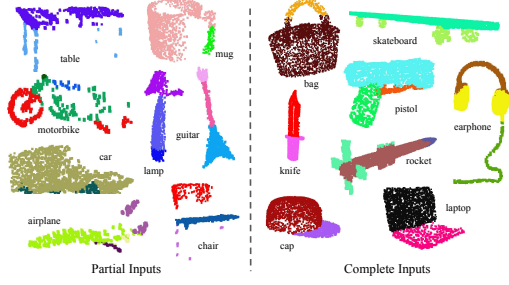 table
mug
motorbike
guitar
car
lamp
airplane
chair
Partial Inputs
bag
skateboard
pistol
earphone
knife
rocket
cap
laptop
Complete Inputs